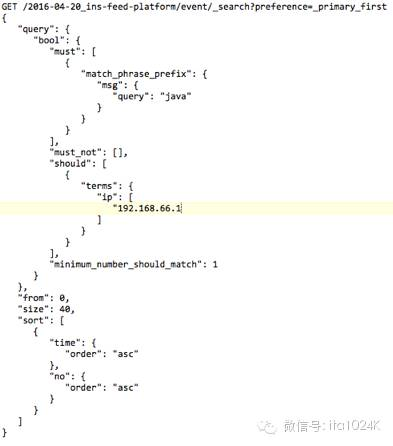 GET /2016-04-20_ins-feed-platform/event/_search?preference=_primary_first
{
"query": {
"bool": {
"must": [
{
"match_phrase_prefix": {
"msg": {
"query": "java"
}
}
}
],
"must_not": [],
"should": [
{
"terms": {
"ip": [
"192.168.66.1
]
}
}
],
"minimum_number_should_match": 1
}
},
"from": 0,
"size": 40,
"sort": [
{
"time": {
"order": "asc"
},
"no": {
"order": "asc"
}
}
]
}
微信号: ita1024K